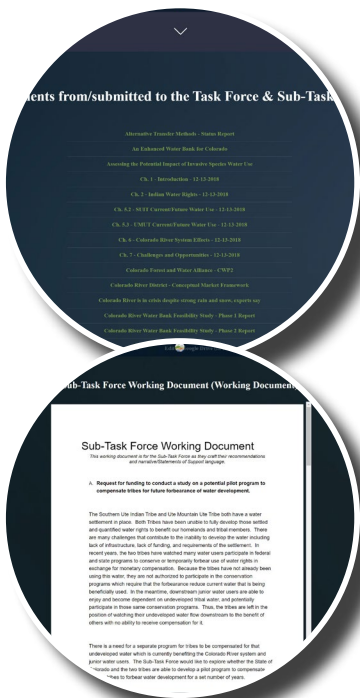 ents from/submitted to the Task Force & Sub-Task
Alternative Transfer Methods - Status Report
An Enhanced Water Bank for Colorado
Assessing the Potential Impact of Invasive Species Water Use
Ch. 1 - Introduction - 12-13-2018
Ch. 2 - Indian Water Rights - 12-13-2018
Ch. 5.2 - SUIT Current/Future Water Use - 12-13-2018
Ch. 5.3 - UMUT Current/Future Water Use - 12-13-2018
Ch. 6 - Colorado River System Effects - 12-13-2018
Ch. 7 - Challenges and Opportunities - 12-13-2018
Colorado Forest and Water Alliance - CWP2
Colorado River District - Conceptual Market Framework
Colorado River is in crisis despite strong rain and snow, experts say
Colorado River Water Bank Feasibility Study - Phase 1 Report
Colorado River Water Bank Feasibility Study - Phase 2 Report
ub-Task Force Working Document (Working Document
Sub-Task Force Working Document
This working document is for the Sub-Task Force as they craft their recommendations
and narrative/Statements of Support language.
A. Request for funding to conduct a study on a potential pilot program to
compensate tribes for future forbearance of water development.
The Southern Ute Indian Tribe and Ute Mountain Ute Tribe both have a water
settlement in place. Both Tribes have been unable to fully develop those settled
and quantified water rights to benefit our homelands and tribal members. There
are many challenges that contribute to the inability to develop the water including
lack of infrastructure, lack of funding, and requirements of the settlement. In
recent years, the two tribes have watched many water users participate in federal
and state programs to conserve or temporarily forbear use of water rights in
exchange for monetary compensation. Because the tribes have not already been
using this water, they are not authorized to participate in the conservation
programs which require that the forbearance reduce current water that is being
beneficially used. In the meantime, downstream junior water users are able to
enjoy and become dependent on undeveloped tribal water, and potentially
participate in those same conservation programs. Thus, the tribes are left in the
position of watching their undeveloped water flow downstream to the benefit of
others with no ability to receive compensation for it.
There is a need for a separate program for tribes to be compensated for that
undeveloped water which is currently benefitting the Colorado River system and
junior water users. The Sub-Task Force would like to explore whether the State of
Colorado and the two tribes are able to develop a pilot program to compensate
tribes to forbear water development for a set number of years.